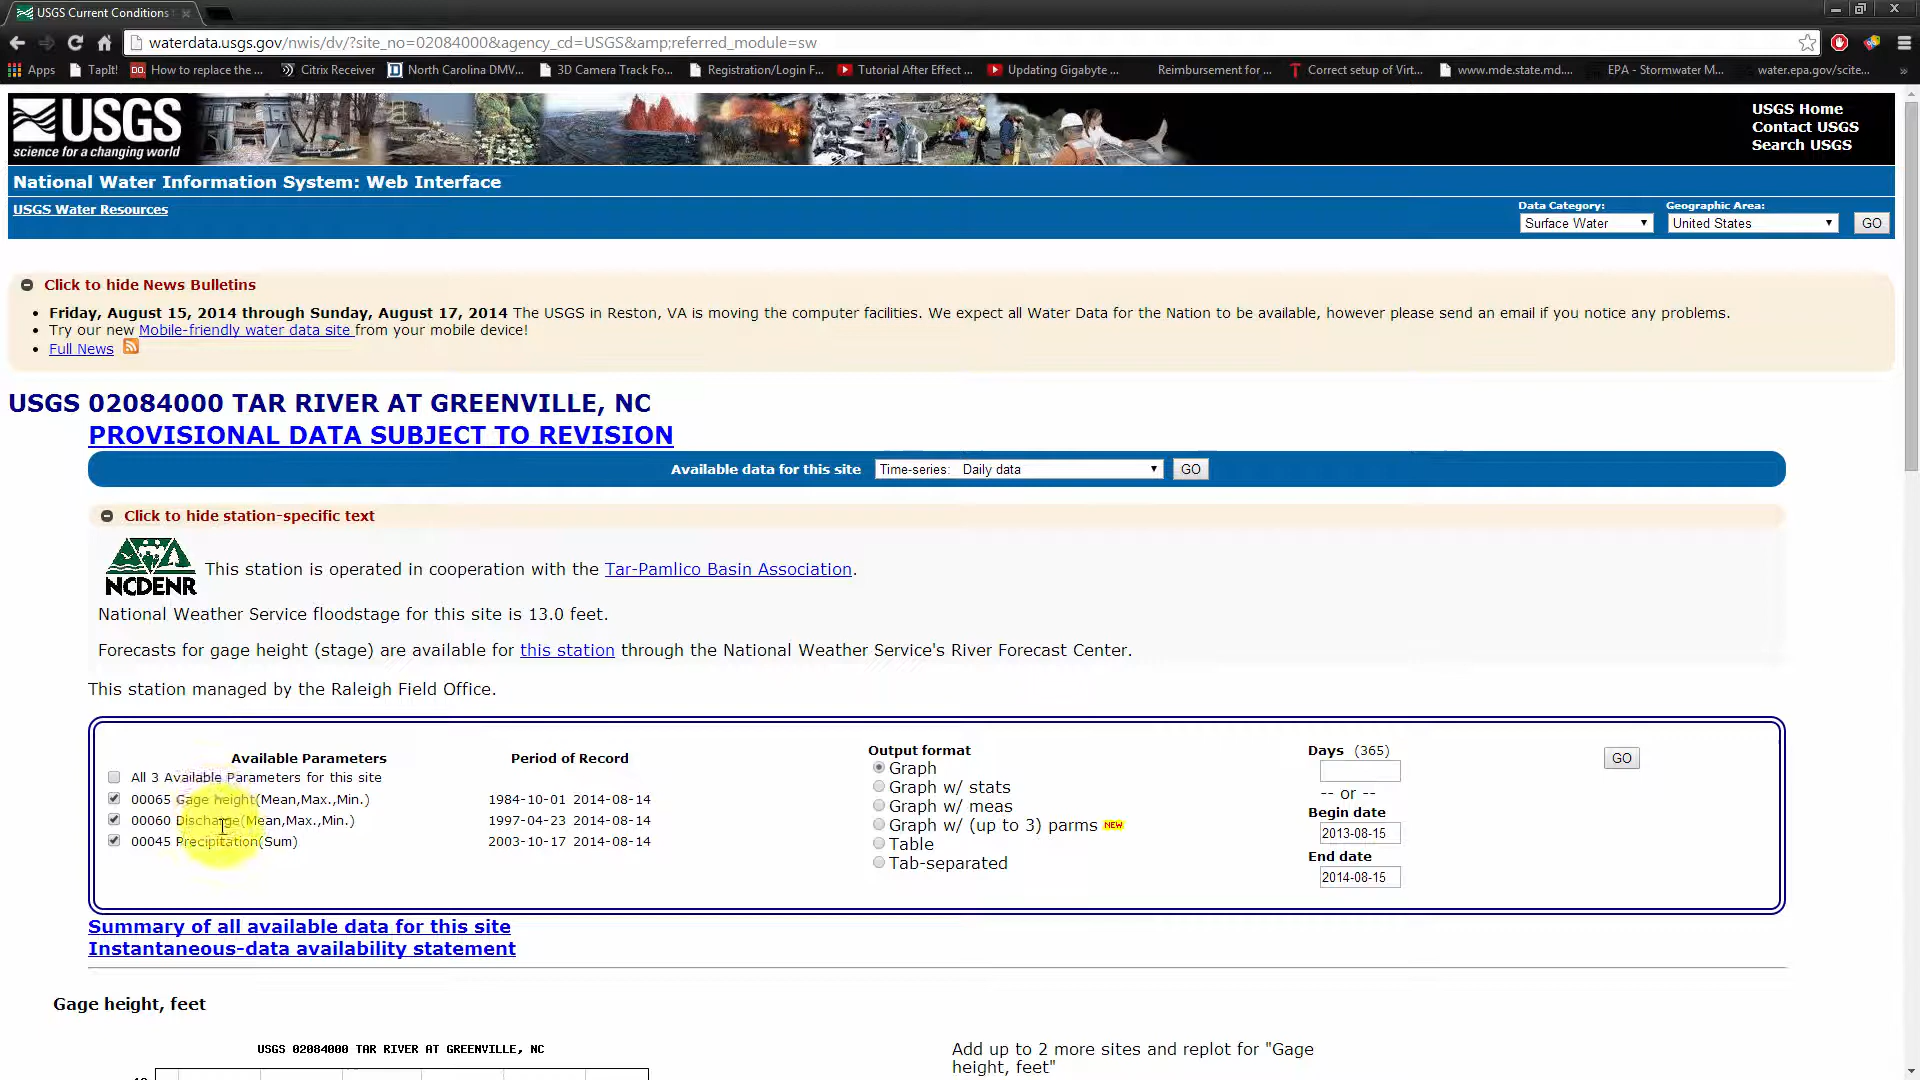 USGS Current Conditions
waterdata.usgs.gov/nwis/dv/?site_no=02084000&agency_cd=USGS&amp;referred_module=sw
Apps TapIt! How to replace the ... Citrix Receiver North Carolina DMV... 3D Camera Track Fo... Registration/Login F... Tutorial After Effect ... Updating Gigabyte ... Reimbursement for ... Correct setup of Virt... www.mde.state.md.... EPA - Stormwater M... water.epa.gov/scite... »
USGS
science for a changing world
USGS Home
Contact USGS
Search USGS
National Water Information System: Web Interface
USGS Water Resources
Data Category: Geographic Area:
Surface Water United States GO
Click to hide News Bulletins
• Friday, August 15, 2014 through Sunday, August 17, 2014 The USGS in Reston, VA is moving the computer facilities. We expect all Water Data for the Nation to be available, however please send an email if you notice any problems.
• Try our new Mobile-friendly water data site from your mobile device!
• Full News
USGS 02084000 TAR RIVER AT GREENVILLE, NC
PROVISIONAL DATA SUBJECT TO REVISION
Available data for this site Time-series: Daily data GO
Click to hide station-specific text
NCDENR This station is operated in cooperation with the Tar-Pamlico Basin Association.
National Weather Service floodstage for this site is 13.0 feet.
Forecasts for gage height (stage) are available for this station through the National Weather Service's River Forecast Center.
This station managed by the Raleigh Field Office.
Available Parameters Period of Record
All 3 Available Parameters for this site
00065 Gage height(Mean,Max.,Min.) 1984-10-01 2014-08-14
00060 Discharge(Mean,Max.,Min.) 1997-04-23 2014-08-14
00045 Precipitation(Sum) 2003-10-17 2014-08-14
Output format
Graph
Graph w/ stats
Graph w/ meas
Graph w/ (up to 3) parms NEW
Table
Tab-separated
Days (365)
-- or --
Begin date
2013-08-15
End date
2014-08-15
GO
Summary of all available data for this site
Instantaneous-data availability statement
Gage height, feet
USGS 02084000 TAR RIVER AT GREENVILLE, NC
Add up to 2 more sites and replot for "Gage
height, feet"